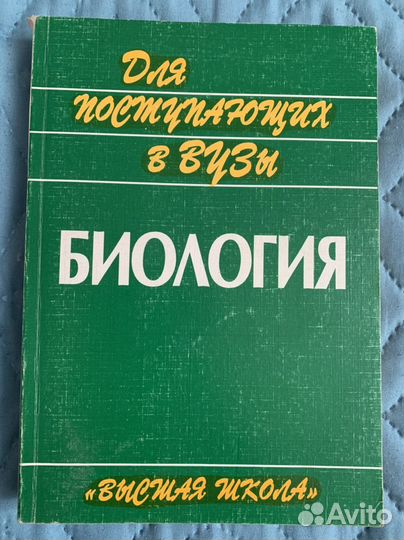 Для
поступающих
в вузы
БИОЛОГИЯ
«Высшая школа»
Avito